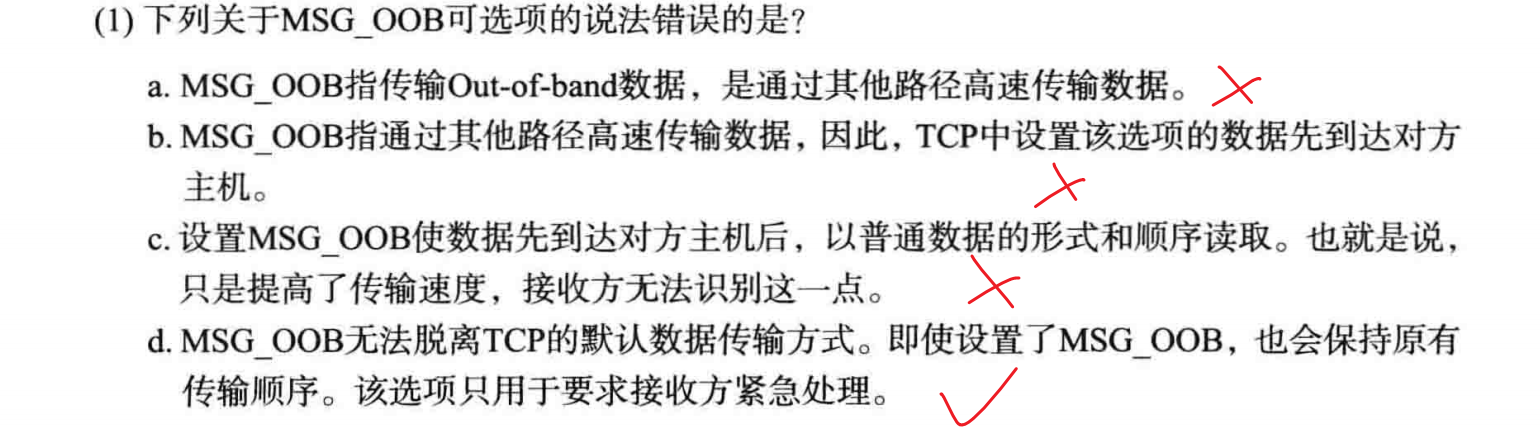 (1) 下列关于MSG_OOB可选项的说法错误的是?
a. MSG_OOB指传输Out-of-band数据，是通过其他路径高速传输数据。
b. MSG_OOB指通过其他路径高速传输数据，因此，TCP中设置该选项的数据先到达对方
主机。
c. 设置MSG_OOB使数据先到达对方主机后，以普通数据的形式和顺序读取。也就是说，
只是提高了传输速度，接收方无法识别这一点。
d. MSG_OOB无法脱离TCP的默认数据传输方式。即使设置了MSG_OOB，也会保持原有
传输顺序。该选项只用于要求接收方紧急处理。